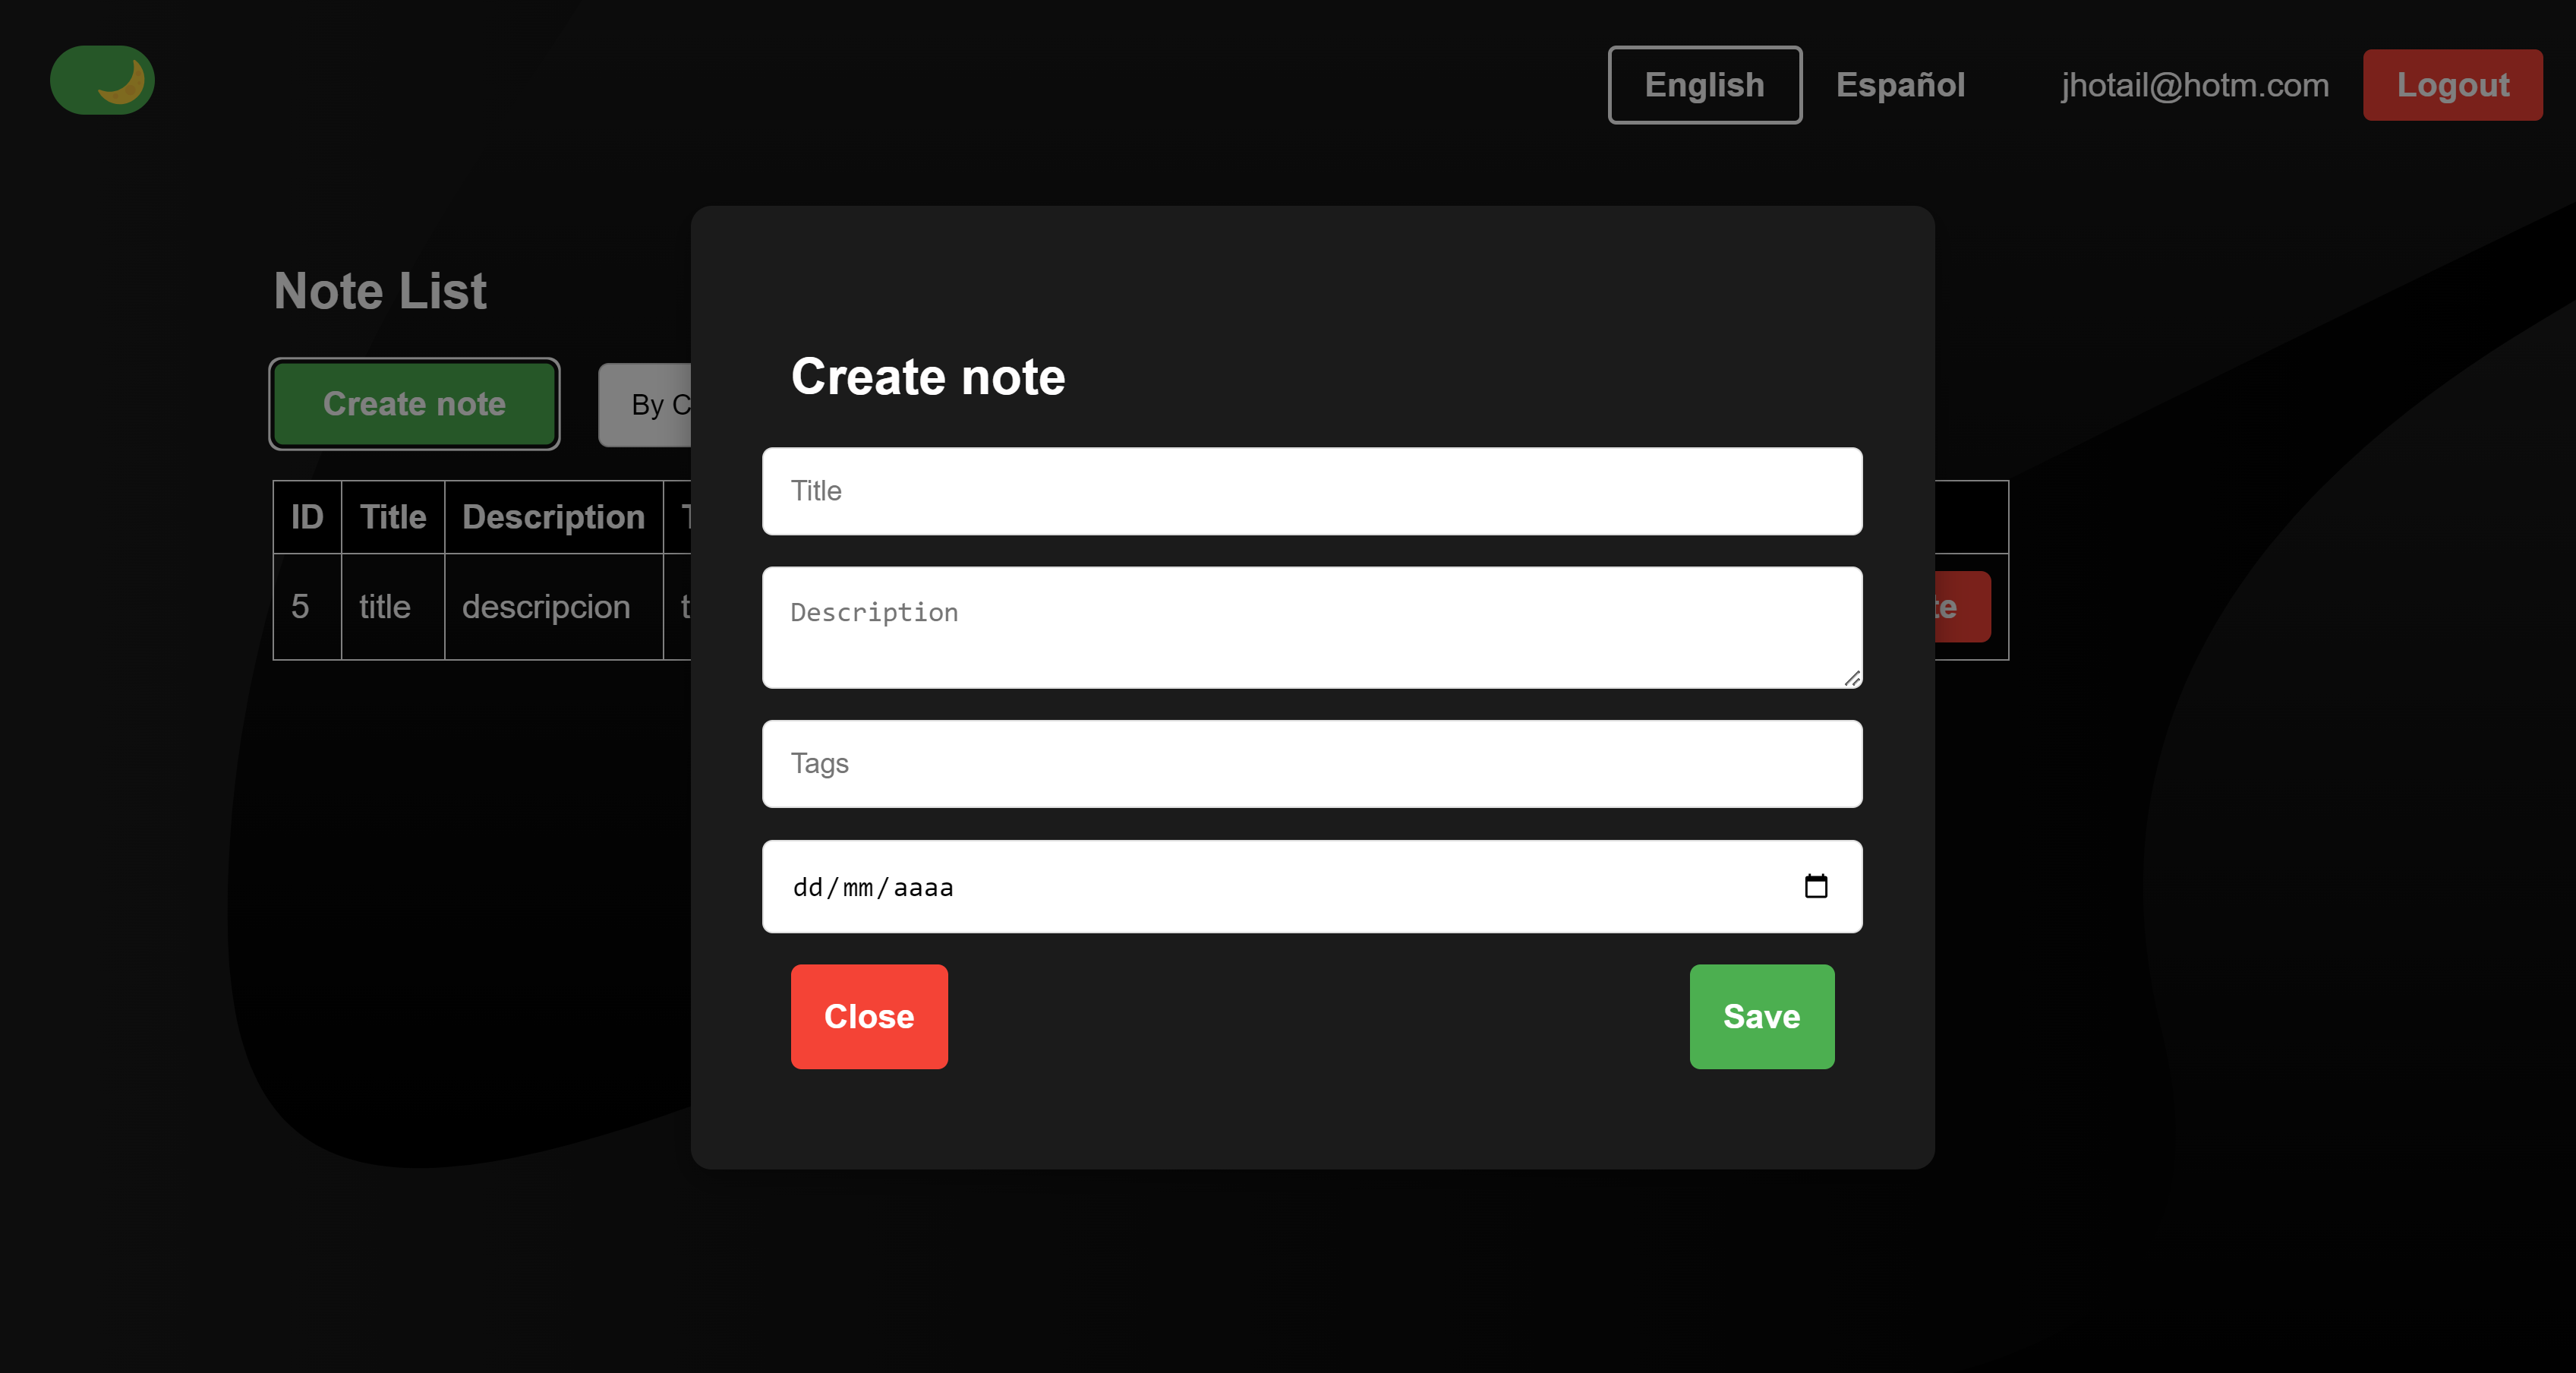 English Español jhotail@hotm.com Logout
Note List
Create note By C
ID Title Description
5 title descripcion
Create note
Title
Description
Tags
dd/mm/aaaa
Close Save